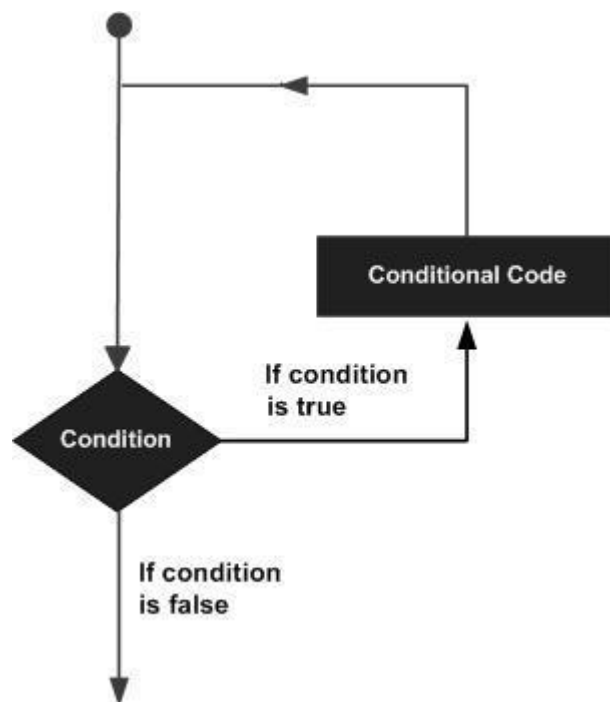 Conditional Code
If condition
is true
Condition
If condition
is false